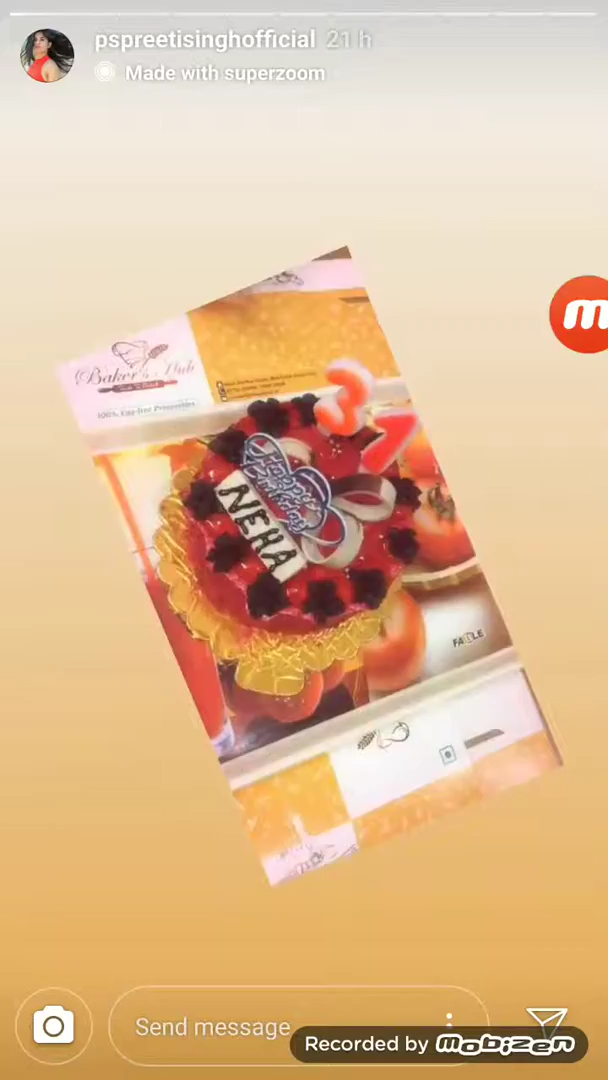 pspreetisinghofficial 21 h
Made with superzoom
m
Baker's Hub
100% Egg-free Preparation
37
Happy
Birthday
NEHA
Send message
Recorded by mobizen